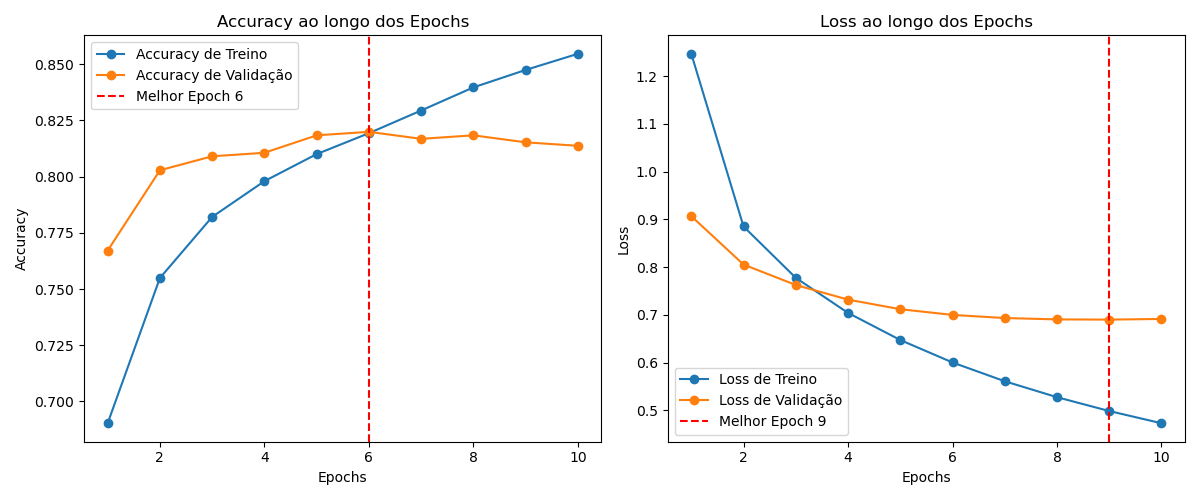 Accuracy ao longo dos Epochs
Accuracy de Treino
Accuracy de Validação
Melhor Epoch 6
0.850
0.825
0.800
0.775
0.750
0.725
0.700
Accuracy
2 4 6 8 10
Epochs
Loss ao longo dos Epochs
1.2
1.1
1.0
0.9
0.8
0.7
0.6
0.5
Loss
Loss de Treino
Loss de Validação
Melhor Epoch 9
2 4 6 8 10
Epochs